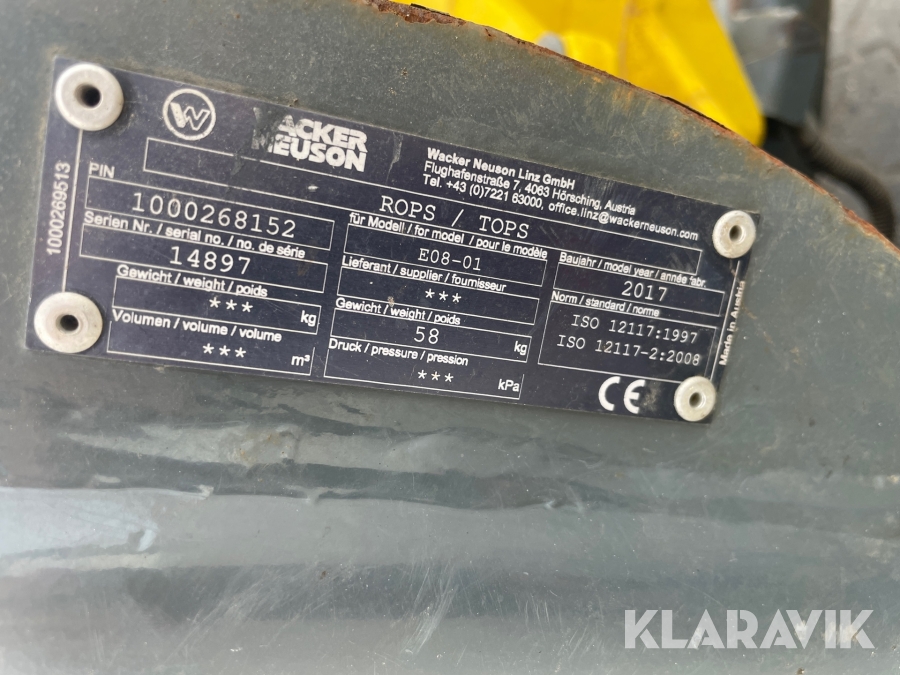 W
ACKER
NEUSON
Wacker Neuson Linz GmbH
Flughafenstraße 7, 4063 Hörsching, Austria
Tel. +43 (0)7221 63000, office.linz@wackerneuson.com
1000269513
PIN
ROPS / TOPS
1000268152
Serien Nr. / serial no. / no. de série
14897
Gewicht / weight / poids
*** kg
Volumen / volume / volume
*** m³
für Modell / for model / pour le modèle
E08-01
Lieferant / supplier / fournisseur
***
Gewicht / weight / poids
58 kg
Druck / pressure / pression
*** kPa
Baujahr / model year / année fabr.
2017
Norm / standard / norme
ISO 12117:1997
ISO 12117-2:2008
CE
Made in Austria
KLARAVIK